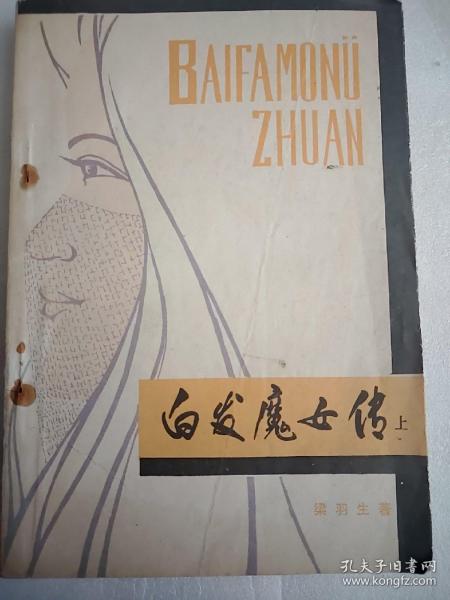 BAIFAMONÜ
ZHUAN
白发魔女传 上
梁羽生著
孔夫子旧书网
www.kongfz.com